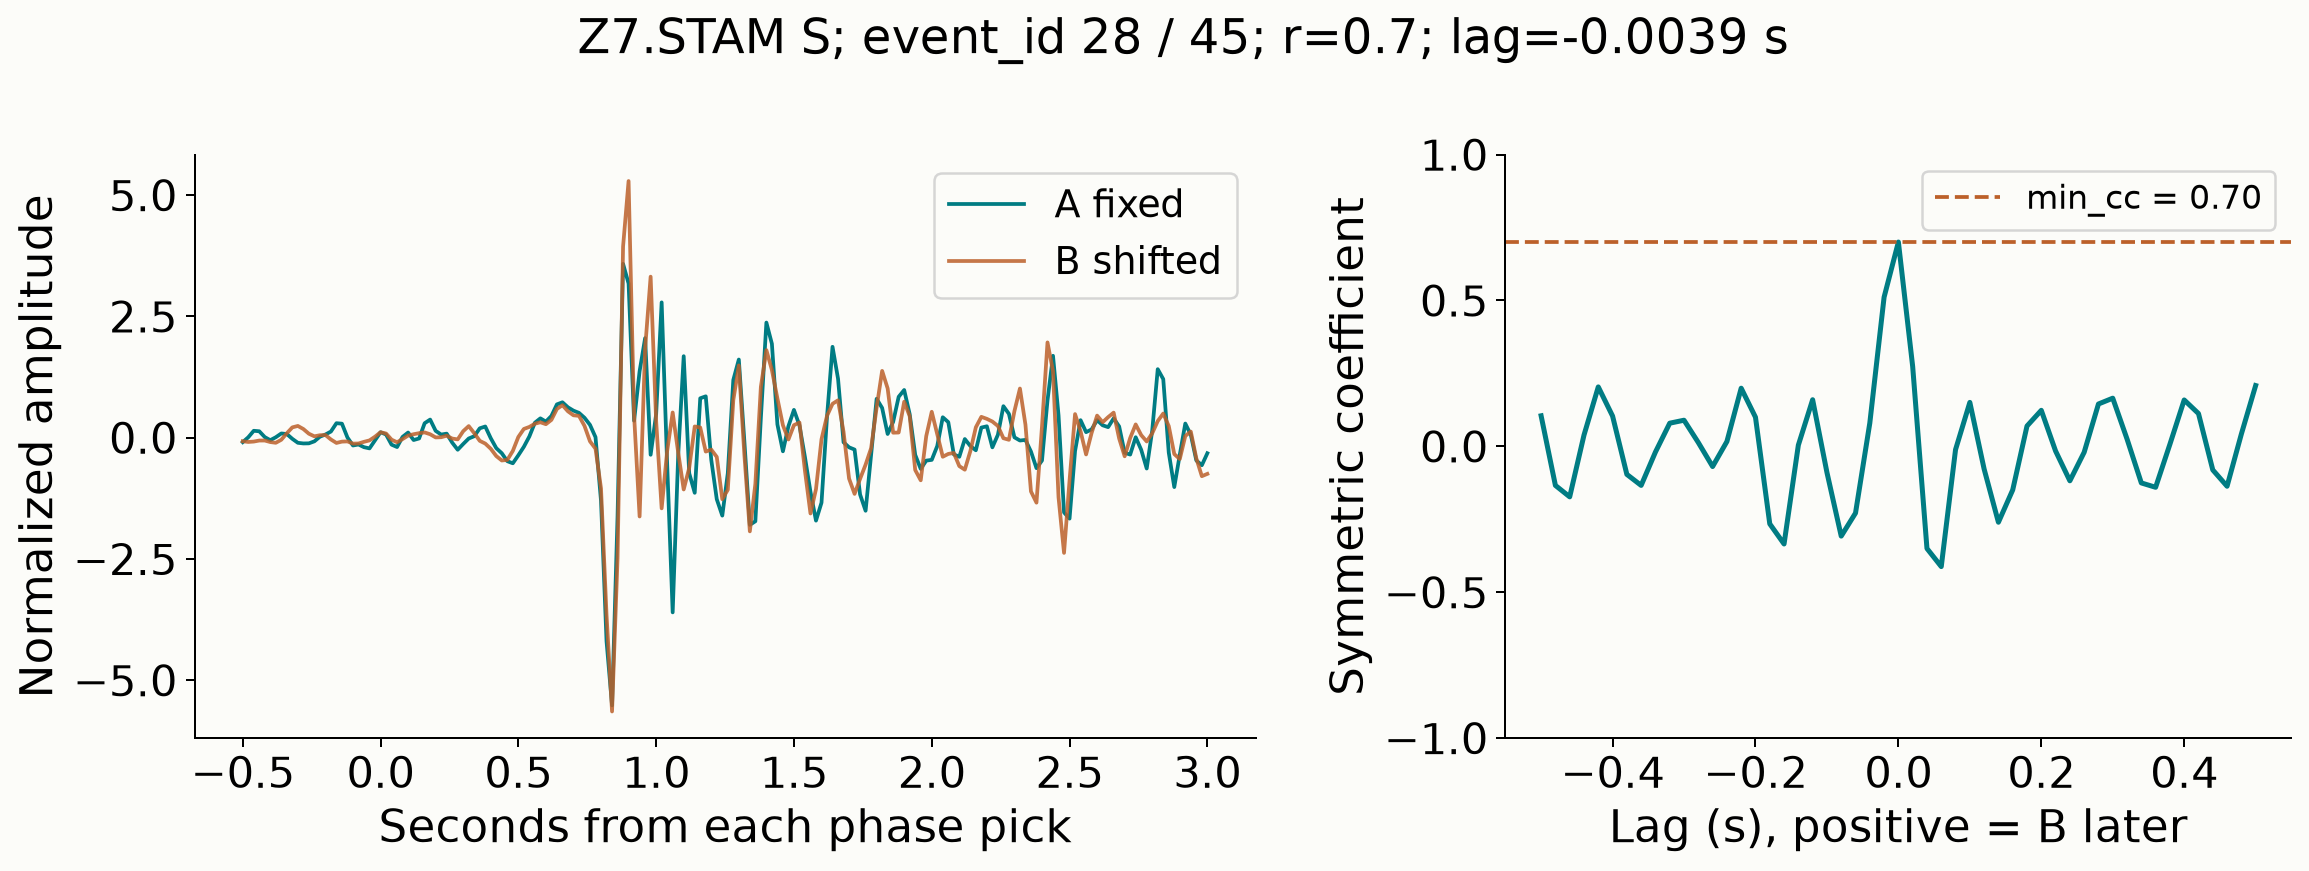 Z7.STAM S; event_id 28 / 45; r=0.7; lag=-0.0039 s
Normalized amplitude
5.0
2.5
0.0
−2.5
−5.0
A fixed
B shifted
−0.5
0.0
0.5
1.0
1.5
2.0
2.5
3.0
Seconds from each phase pick
Symmetric coefficient
1.0
0.5
0.0
−0.5
−1.0
min_cc = 0.70
−0.4
−0.2
0.0
0.2
0.4
Lag (s), positive = B later